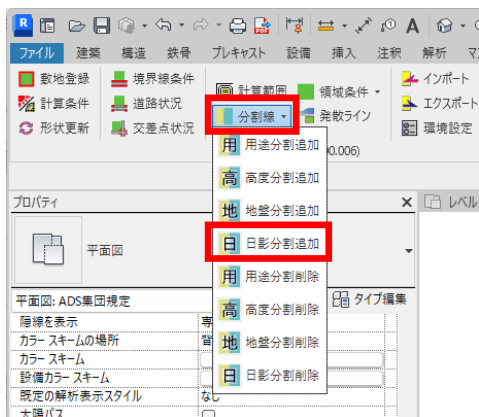 R A
ファイル 建築 構造 鉄骨 プレキャスト 設備 挿入 注釈 解析
敷地登録 境界線条件 計算範囲 領域条件 インポート
計算条件 道路状況 分割線 発散ライン エクスポート
形状更新 交差点状況 環境設定
0.006)
用 用途分割追加
高 高度分割追加
地 地盤分割追加
日 日影分割追加
用 用途分割削除
高 高度分割削除
地 地盤分割削除
日 日影分割削除
プロパティ
レベル
平面図
平面図: ADS集団規定
タイプ編集
隠線を表示
カラー スキームの場所
カラー スキーム
設備カラー スキーム
既定の解析表示スタイル なし
太陽パス